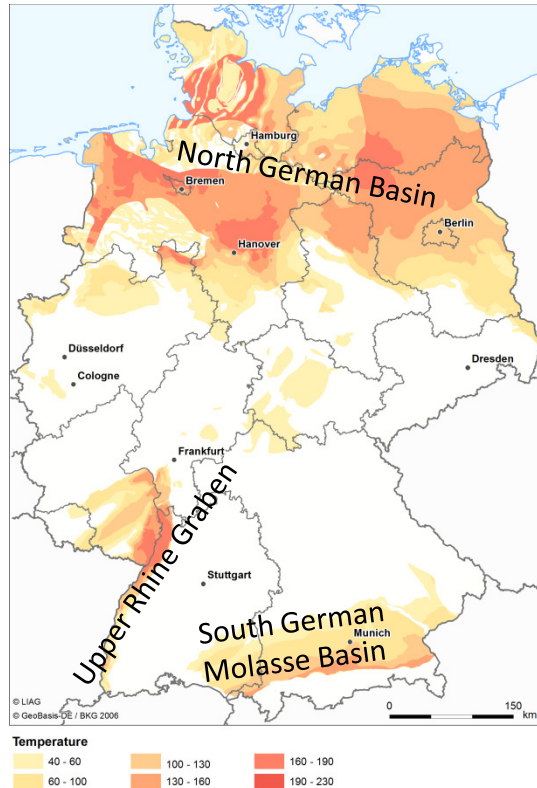 Hamburg
North German Basin
Bremen
Berlin
Hanover
Düsseldorf
Cologne
Dresden
Frankfurt
Upper Rhine Graben
Stuttgart
South German
Munich
Molasse Basin
© LIAG
© GeoBasis-DE / BKG 2006
0 150
km
Temperature
40 - 60
100 - 130
160 - 190
60 - 100
130 - 160
190 - 230